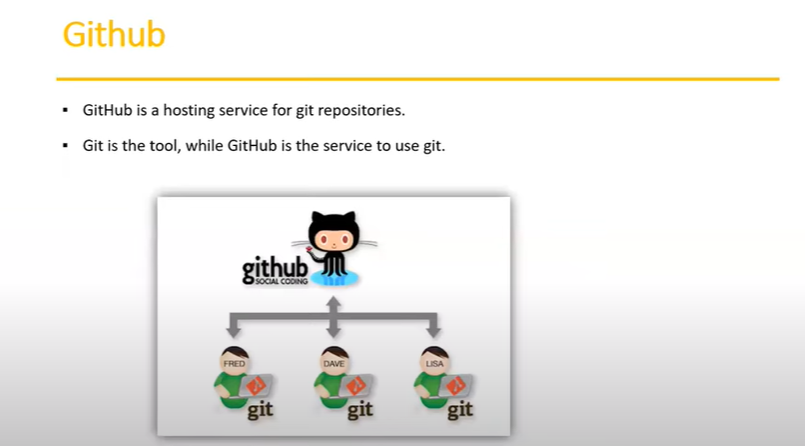 Github
▪ GitHub is a hosting service for git repositories.
▪ Git is the tool, while GitHub is the service to use git.
github
SOCIAL CODING
FRED DAVE LISA
git git git